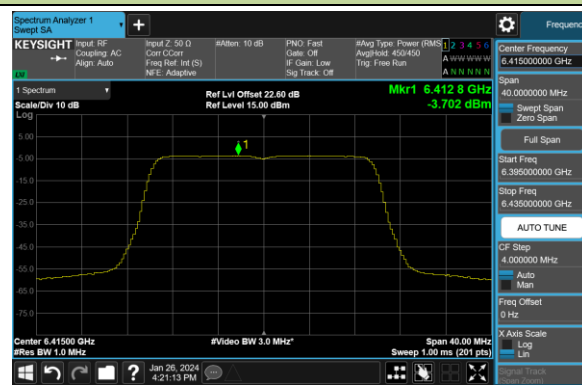 Spectrum Analyzer 1
Swept SA
Frequen
KEYSIGHT
Input: RF
Coupling: AC
Align: Auto
Input Z: 50 Ω
Corr CCorr
Freq Ref: Int (S)
NFE: Adaptive
#Atten: 10 dB
PNO: Fast
Gate: Off
IF Gain: Low
Sig Track: Off
#Avg Type: Power (RMS
Avg|Hold: 450/450
Trig: Free Run
1 2 3 4 5 6
A W W W W W
A N N N N N
LXI
1 Spectrum
Scale/Div 10 dB
Log
Ref Lvl Offset 22.60 dB
Ref Level 15.00 dBm
Mkr1 6.412 8 GHz
-3.702 dBm
1
5.00
-5.00
-15.0
-25.0
-35.0
-45.0
-55.0
-65.0
-75.0
Center 6.41500 GHz
#Res BW 1.0 MHz
#Video BW 3.0 MHz*
Span 40.00 MHz
Sweep 1.00 ms (201 pts)
Center Frequency
6.415000000 GHz
Span
40.0000000 MHz
Swept Span
Zero Span
Full Span
Start Freq
6.395000000 GHz
Stop Freq
6.435000000 GHz
AUTO TUNE
CF Step
4.000000 MHz
Auto
Man
Freq Offset
0 Hz
X Axis Scale
Log
Lin
Signal Track
(Span Zoom)
?
Jan 26, 2024
4:21:13 PM